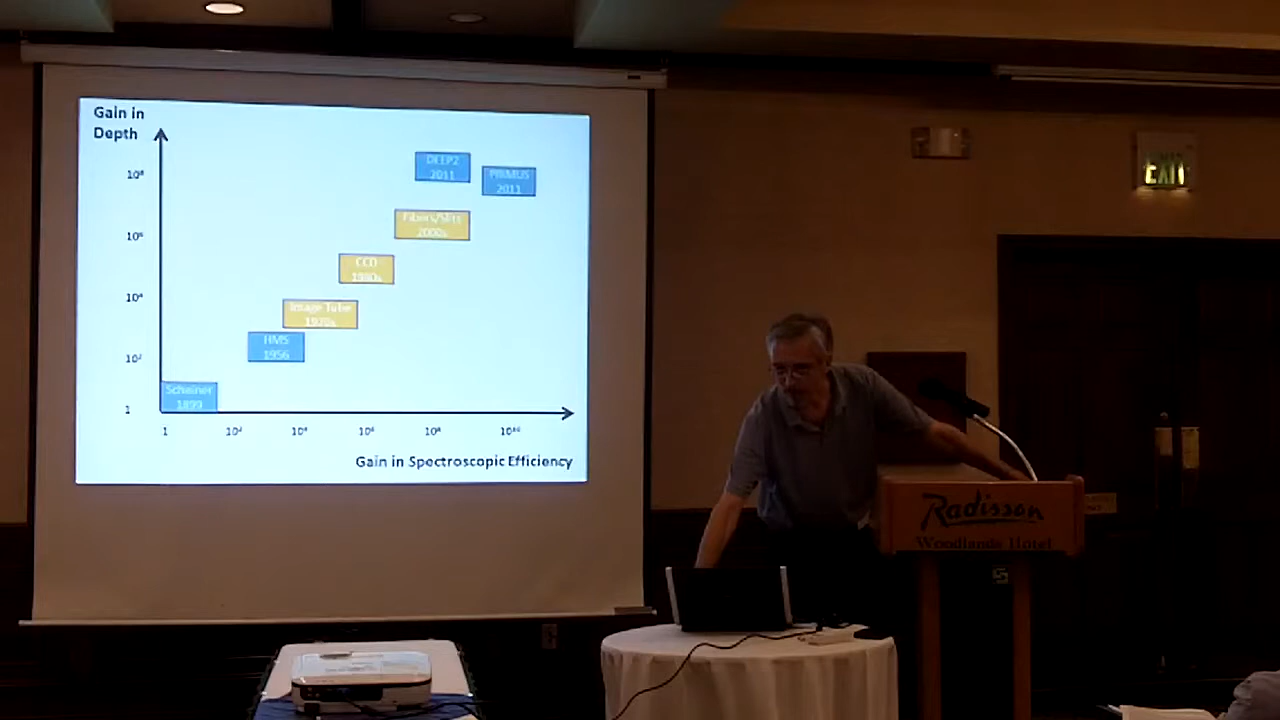 Gain in
Depth
10⁸
10⁶
10⁴
10²
1
DEEP2
2011
PRIMUS
2011
Fibers/Slits
2000s
CCD
1980s
Image Tube
1970s
HMS
1956
Scheiner
1899
1 10² 10⁴ 10⁶ 10⁸ 10¹⁰
Gain in Spectroscopic Efficiency
EXIT
Radisson
Woodlands Hotel